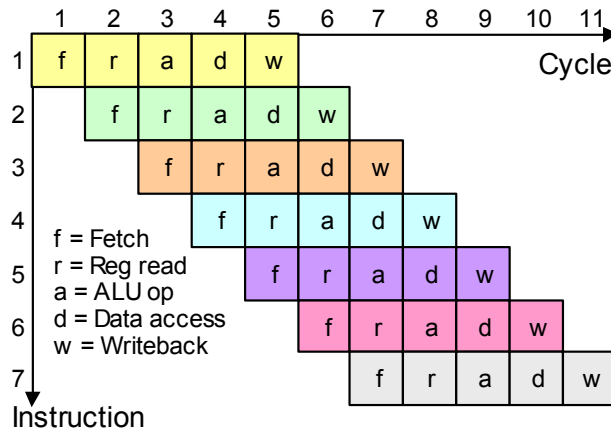 1 2 3 4 5 6 7 8 9 10 11
Cycle
1 f r a d w
2 f r a d w
3 f r a d w
4 f r a d w
5 f r a d w
6 f r a d w
7 f r a d w
f = Fetch
r = Reg read
a = ALU op
d = Data access
w = Writeback
Instruction